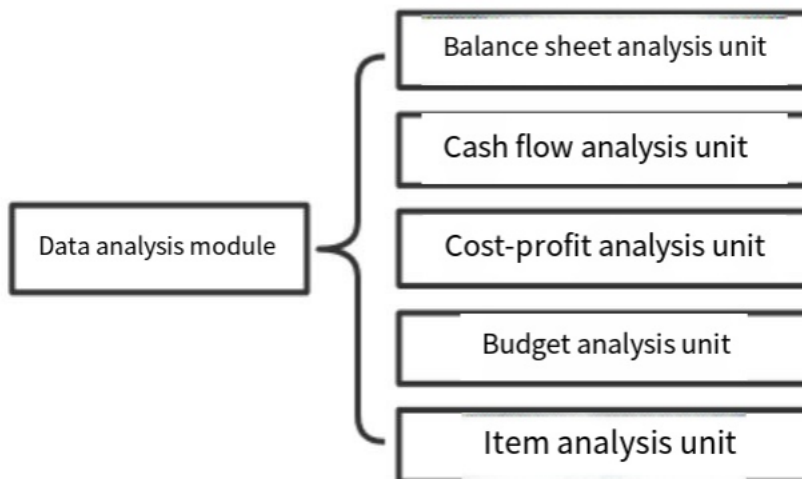 Balance sheet analysis unit
Cash flow analysis unit
Data analysis module
Cost-profit analysis unit
Budget analysis unit
Item analysis unit